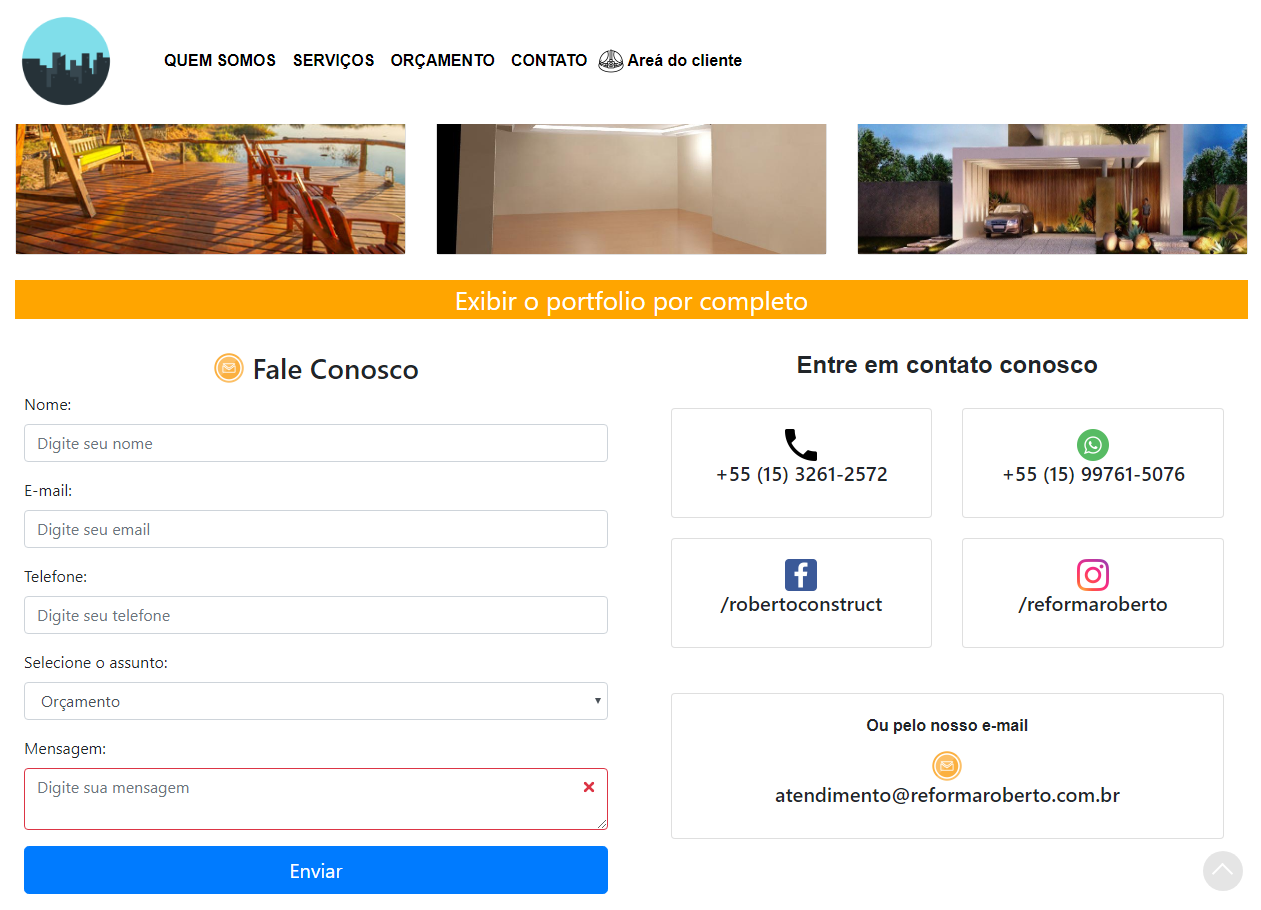 QUEM SOMOS SERVIÇOS ORÇAMENTO CONTATO Areá do cliente
Exibir o portfolio por completo
Fale Conosco
Nome:
Digite seu nome
E-mail:
Digite seu email
Telefone:
Digite seu telefone
Selecione o assunto:
Orçamento
Mensagem:
Digite sua mensagem
Enviar
Entre em contato conosco
+55 (15) 3261-2572
+55 (15) 99761-5076
/robertoconstruct
/reformaroberto
Ou pelo nosso e-mail
atendimento@reformaroberto.com.br